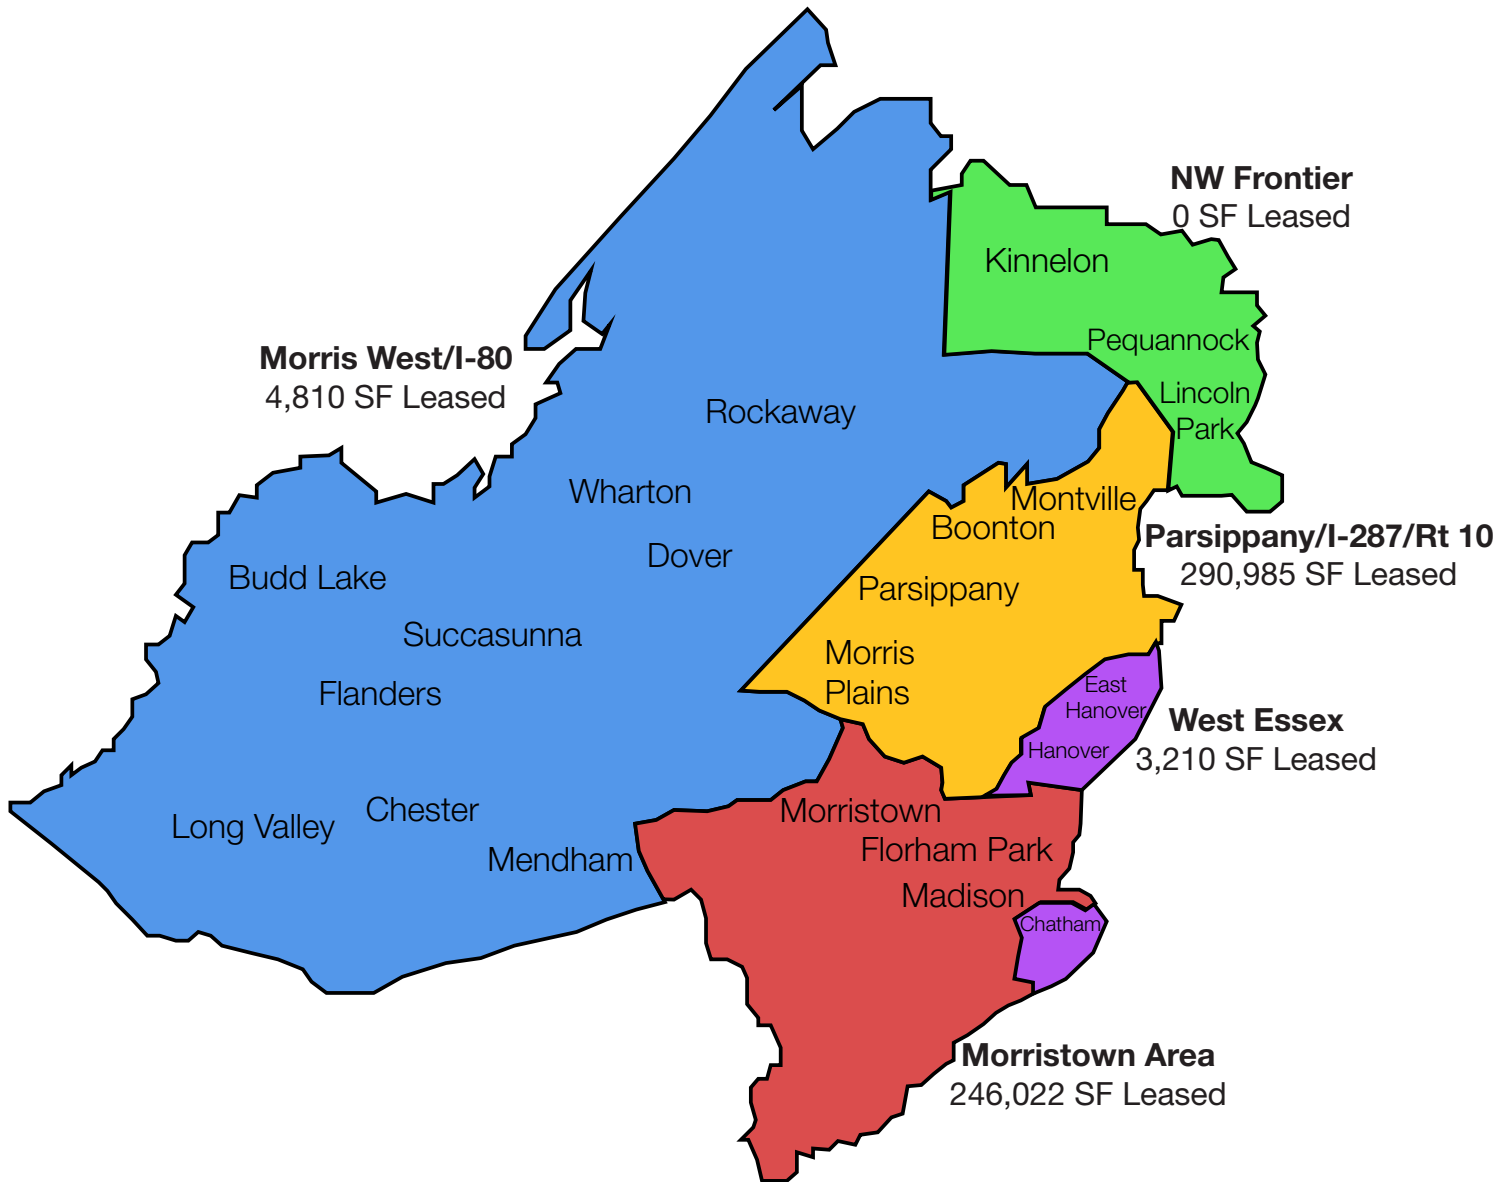 NW Frontier
0 SF Leased
Kinnelon
Pequannock
Lincoln
Park
Morris West/I-80
4,810 SF Leased
Rockaway
Wharton
Dover
Budd Lake
Succasunna
Flanders
Long Valley
Chester
Mendham
Montville
Boonton
Parsippany
Morris
Plains
Parsippany/I-287/Rt 10
290,985 SF Leased
East
Hanover
Hanover
West Essex
3,210 SF Leased
Morristown
Florham Park
Madison
Chatham
Morristown Area
246,022 SF Leased